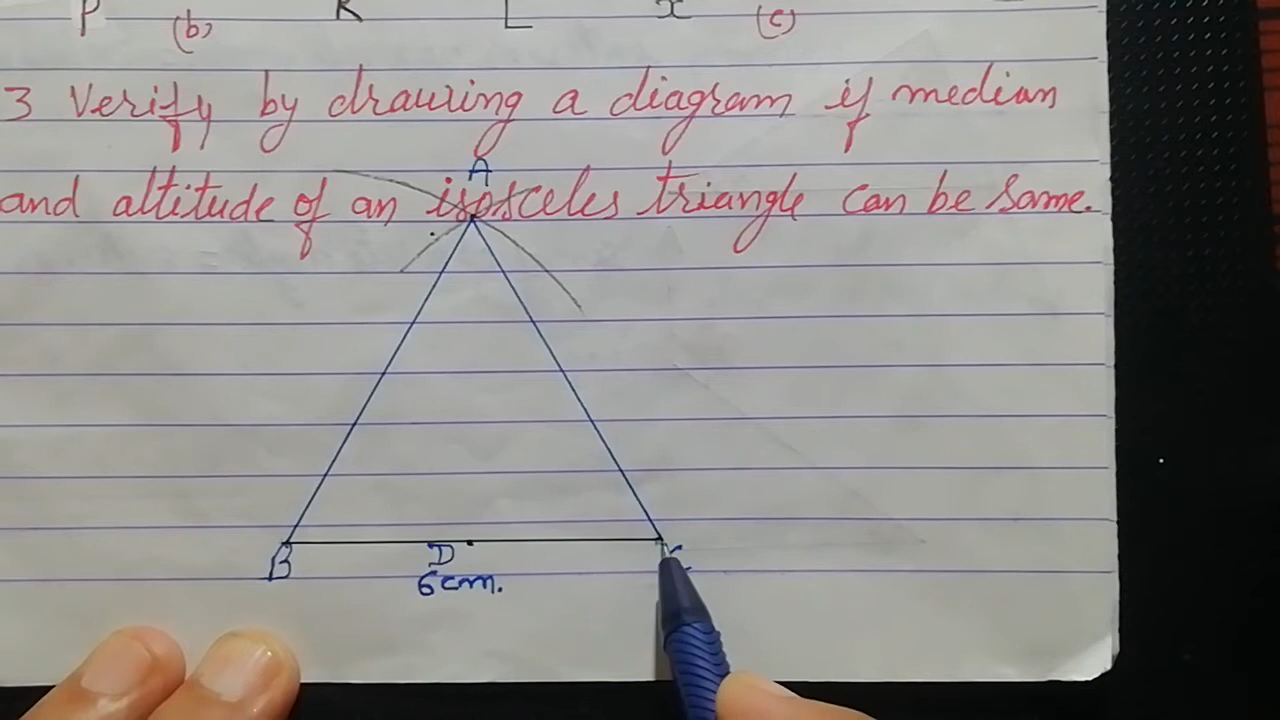 P (b) K L X (c)
3 Verify by drawing a diagram if median
and altitude of an isosceles triangle can be same.
A
B D C
6cm.